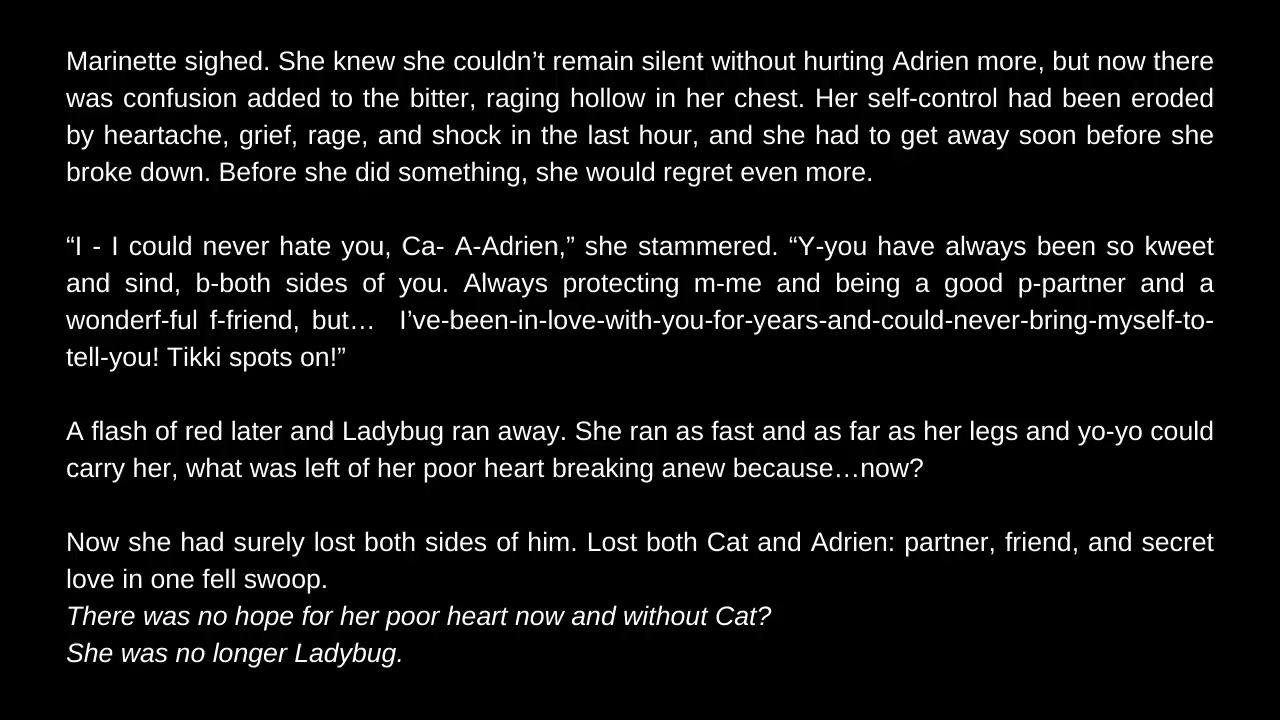 Marinette sighed. She knew she couldn’t remain silent without hurting Adrien more, but now there
was confusion added to the bitter, raging hollow in her chest. Her self-control had been eroded
by heartache, grief, rage, and shock in the last hour, and she had to get away soon before she
broke down. Before she did something, she would regret even more.
“I - I could never hate you, Ca- A-Adrien,” she stammered. “Y-you have always been so kweet
and sind, b-both sides of you. Always protecting m-me and being a good p-partner and a
wonderf-ful f-friend, but… I’ve-been-in-love-with-you-for-years-and-could-never-bring-myself-to-
tell-you! Tikki spots on!”
A flash of red later and Ladybug ran away. She ran as fast and as far as her legs and yo-yo could
carry her, what was left of her poor heart breaking anew because…now?
Now she had surely lost both sides of him. Lost both Cat and Adrien: partner, friend, and secret
love in one fell swoop.
There was no hope for her poor heart now and without Cat?
She was no longer Ladybug.